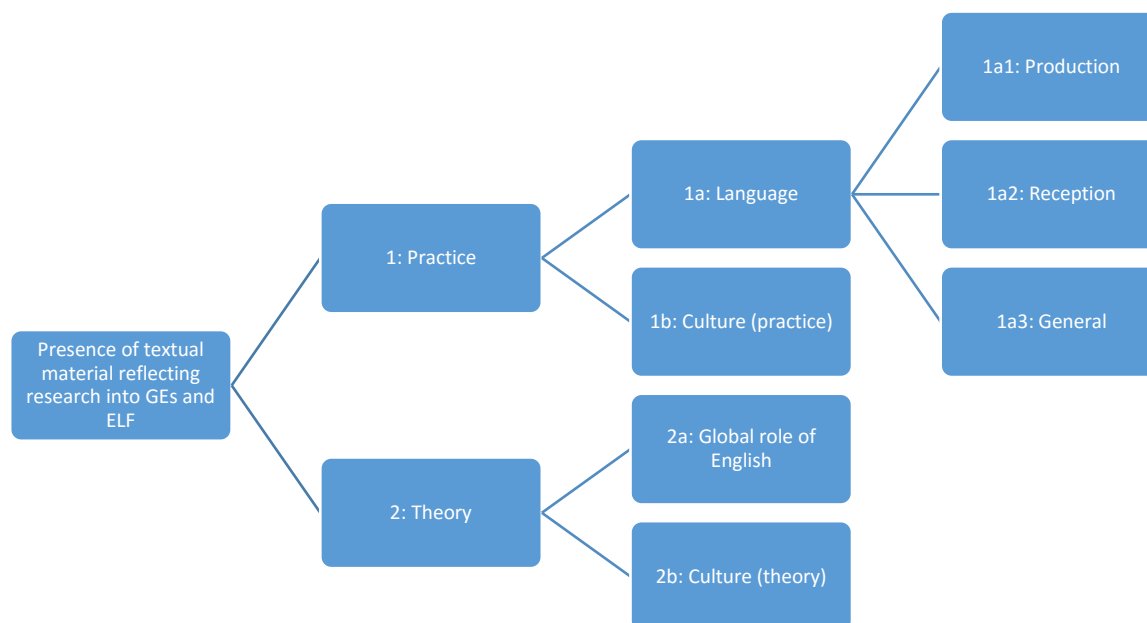 Presence of textual
material reflecting
research into GEs and
ELF
1: Practice
1a: Language
1a1: Production
1a2: Reception
1a3: General
1b: Culture (practice)
2: Theory
2a: Global role of
English
2b: Culture (theory)